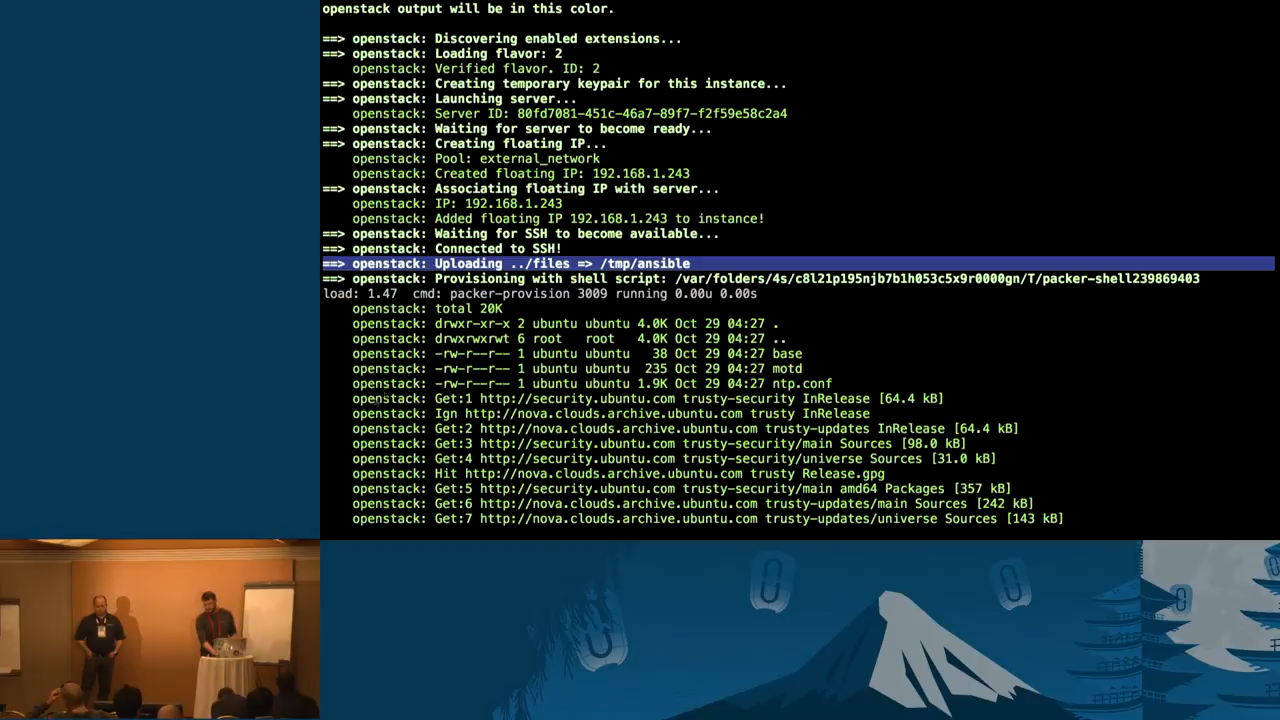 openstack output will be in this color.
==> openstack: Discovering enabled extensions...
==> openstack: Loading flavor: 2
openstack: Verified flavor. ID: 2
==> openstack: Creating temporary keypair for this instance...
==> openstack: Launching server...
openstack: Server ID: 80fd7081-451c-46a7-89f7-f2f59e58c2a4
==> openstack: Waiting for server to become ready...
==> openstack: Creating floating IP...
openstack: Pool: external_network
openstack: Created floating IP: 192.168.1.243
==> openstack: Associating floating IP with server...
openstack: IP: 192.168.1.243
openstack: Added floating IP 192.168.1.243 to instance!
==> openstack: Waiting for SSH to become available...
==> openstack: Connected to SSH!
==> openstack: Uploading ../files => /tmp/ansible
==> openstack: Provisioning with shell script: /var/folders/4s/c8l21p195njb7b1h053c5x9r0000gn/T/packer-shell239869403
load: 1.47  cmd: packer-provision 3009 running 0.00u 0.00s
openstack: total 20K
openstack: drwxr-xr-x 2 ubuntu ubuntu 4.0K Oct 29 04:27 .
openstack: drwxrwxrwt 6 root   root   4.0K Oct 29 04:27 ..
openstack: -rw-r--r-- 1 ubuntu ubuntu   38 Oct 29 04:27 base
openstack: -rw-r--r-- 1 ubuntu ubuntu  235 Oct 29 04:27 motd
openstack: -rw-r--r-- 1 ubuntu ubuntu 1.9K Oct 29 04:27 ntp.conf
openstack: Get:1 http://security.ubuntu.com trusty-security InRelease [64.4 kB]
openstack: Ign http://nova.clouds.archive.ubuntu.com trusty InRelease
openstack: Get:2 http://nova.clouds.archive.ubuntu.com trusty-updates InRelease [64.4 kB]
openstack: Get:3 http://security.ubuntu.com trusty-security/main Sources [98.0 kB]
openstack: Get:4 http://security.ubuntu.com trusty-security/universe Sources [31.0 kB]
openstack: Hit http://nova.clouds.archive.ubuntu.com trusty Release.gpg
openstack: Get:5 http://security.ubuntu.com trusty-security/main amd64 Packages [357 kB]
openstack: Get:6 http://nova.clouds.archive.ubuntu.com trusty-updates/main Sources [242 kB]
openstack: Get:7 http://nova.clouds.archive.ubuntu.com trusty-updates/universe Sources [143 kB]